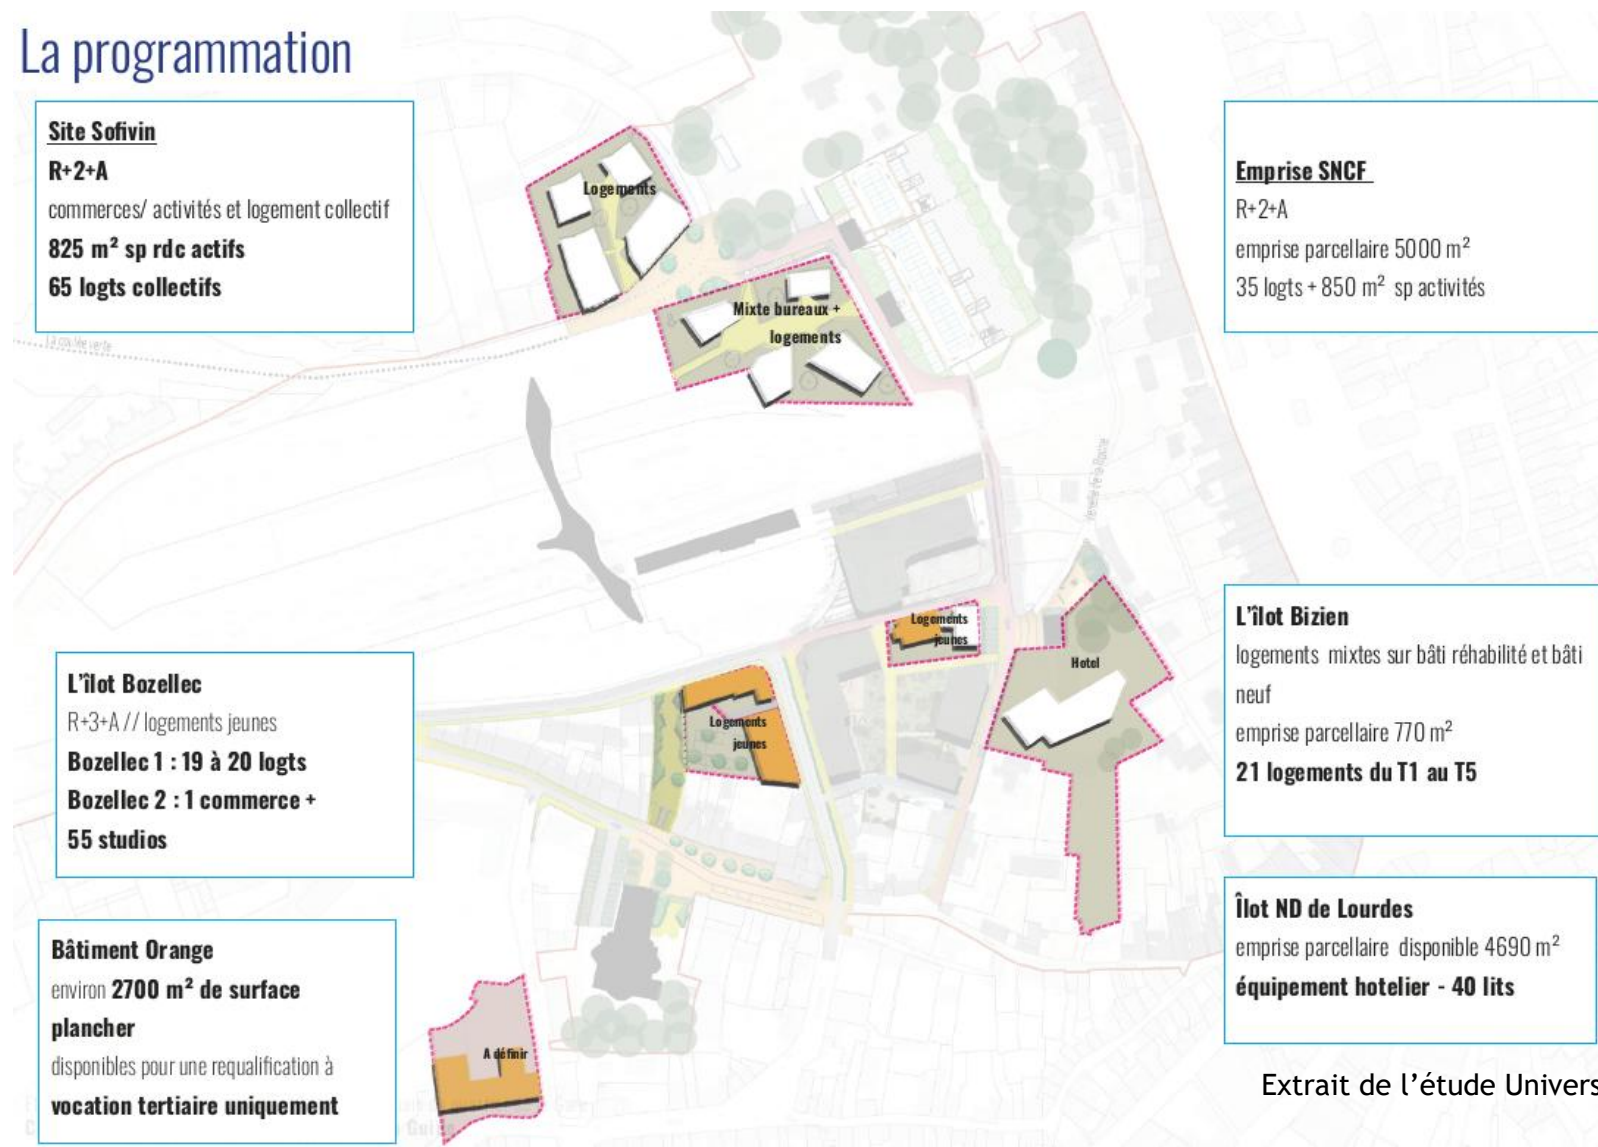 La programmation
Site Sofivin
R+2+A
commerces/ activités et logement collectif
825 m² sp rdc actifs
65 logts collectifs
Emprise SNCF
R+2+A
emprise parcellaire 5000 m²
35 logts + 850 m² sp activités
Logements
Mixte bureaux +
logements
La coulée verte
L'îlot Bozellec
R+3+A // logements jeunes
Bozellec 1 : 19 à 20 logts
Bozellec 2 : 1 commerce +
55 studios
Logements
jeunes
Logements
jeunes
Hotel
L'îlot Bizien
logements mixtes sur bâti réhabilité et bâti
neuf
emprise parcellaire 770 m²
21 logements du T1 au T5
Bâtiment Orange
environ 2700 m² de surface
plancher
disponibles pour une requalification à
vocation tertiaire uniquement
A définir
Îlot ND de Lourdes
emprise parcellaire disponible 4690 m²
équipement hotelier - 40 lits
Extrait de l'étude Univers